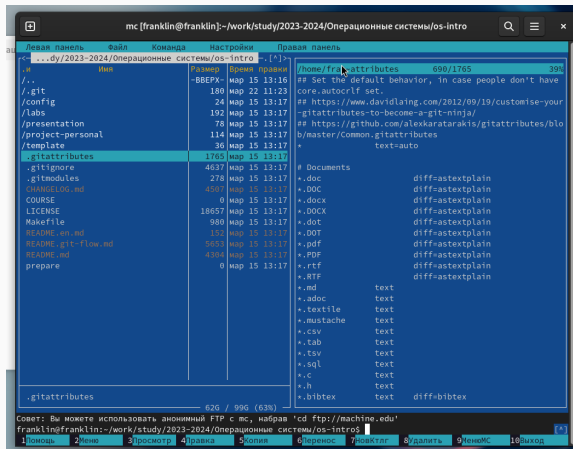 mc [franklin@franklin]:~/work/study/2023-2024/Операционные системы/os-intro
Левая панель Файл Команда Настройки Правая панель
<— ...dy/2023-2024/Операционные системы/os-intro —.[^]>
.и Имя Размер Время правки
/.. -ВВЕРХ- мар 15 13:16
/.git 180 мар 22 11:23
/config 24 мар 15 13:17
/labs 192 мар 15 13:17
/presentation 78 мар 15 13:17
/project-personal 114 мар 15 13:17
/template 36 мар 15 13:17
.gitattributes 1765 мар 15 13:17
.gitignore 4637 мар 15 13:17
.gitmodules 278 мар 15 13:17
CHANGELOG.md 4507 мар 15 13:17
COURSE 0 мар 15 13:17
LICENSE 18657 мар 15 13:17
Makefile 980 мар 15 13:17
README.en.md 152 мар 15 13:17
README.git-flow.md 5653 мар 15 13:17
README.md 4304 мар 15 13:17
prepare 0 мар 15 13:17
.gitattributes
62G / 99G (63%)
/home/fran~attributes 690/1765 39%
## Set the default behavior, in case people don't have
core.autocrlf set.
## https://www.davidlaing.com/2012/09/19/customise-your
-gitattributes-to-become-a-git-ninja/
## https://github.com/alexkaratarakis/gitattributes/blo
b/master/Common.gitattributes
* text=auto
# Documents
*.doc diff=astextplain
*.DOC diff=astextplain
*.docx diff=astextplain
*.DOCX diff=astextplain
*.dot diff=astextplain
*.DOT diff=astextplain
*.pdf diff=astextplain
*.PDF diff=astextplain
*.rtf diff=astextplain
*.RTF diff=astextplain
*.md text
*.adoc text
*.textile text
*.mustache text
*.csv text
*.tab text
*.tsv text
*.sql text
*.c text
*.h text
*.bibtex text diff=bibtex
Совет: Вы можете использовать анонимный FTP с mc, набрав 'cd ftp://machine.edu'
franklin@franklin:~/work/study/2023-2024/Операционные системы/os-intro$ [^]
1Помощь 2Меню 3Просмотр 4Правка 5Копия 6Перенос 7НовКтлг 8Удалить 9МенюMC 10Выход